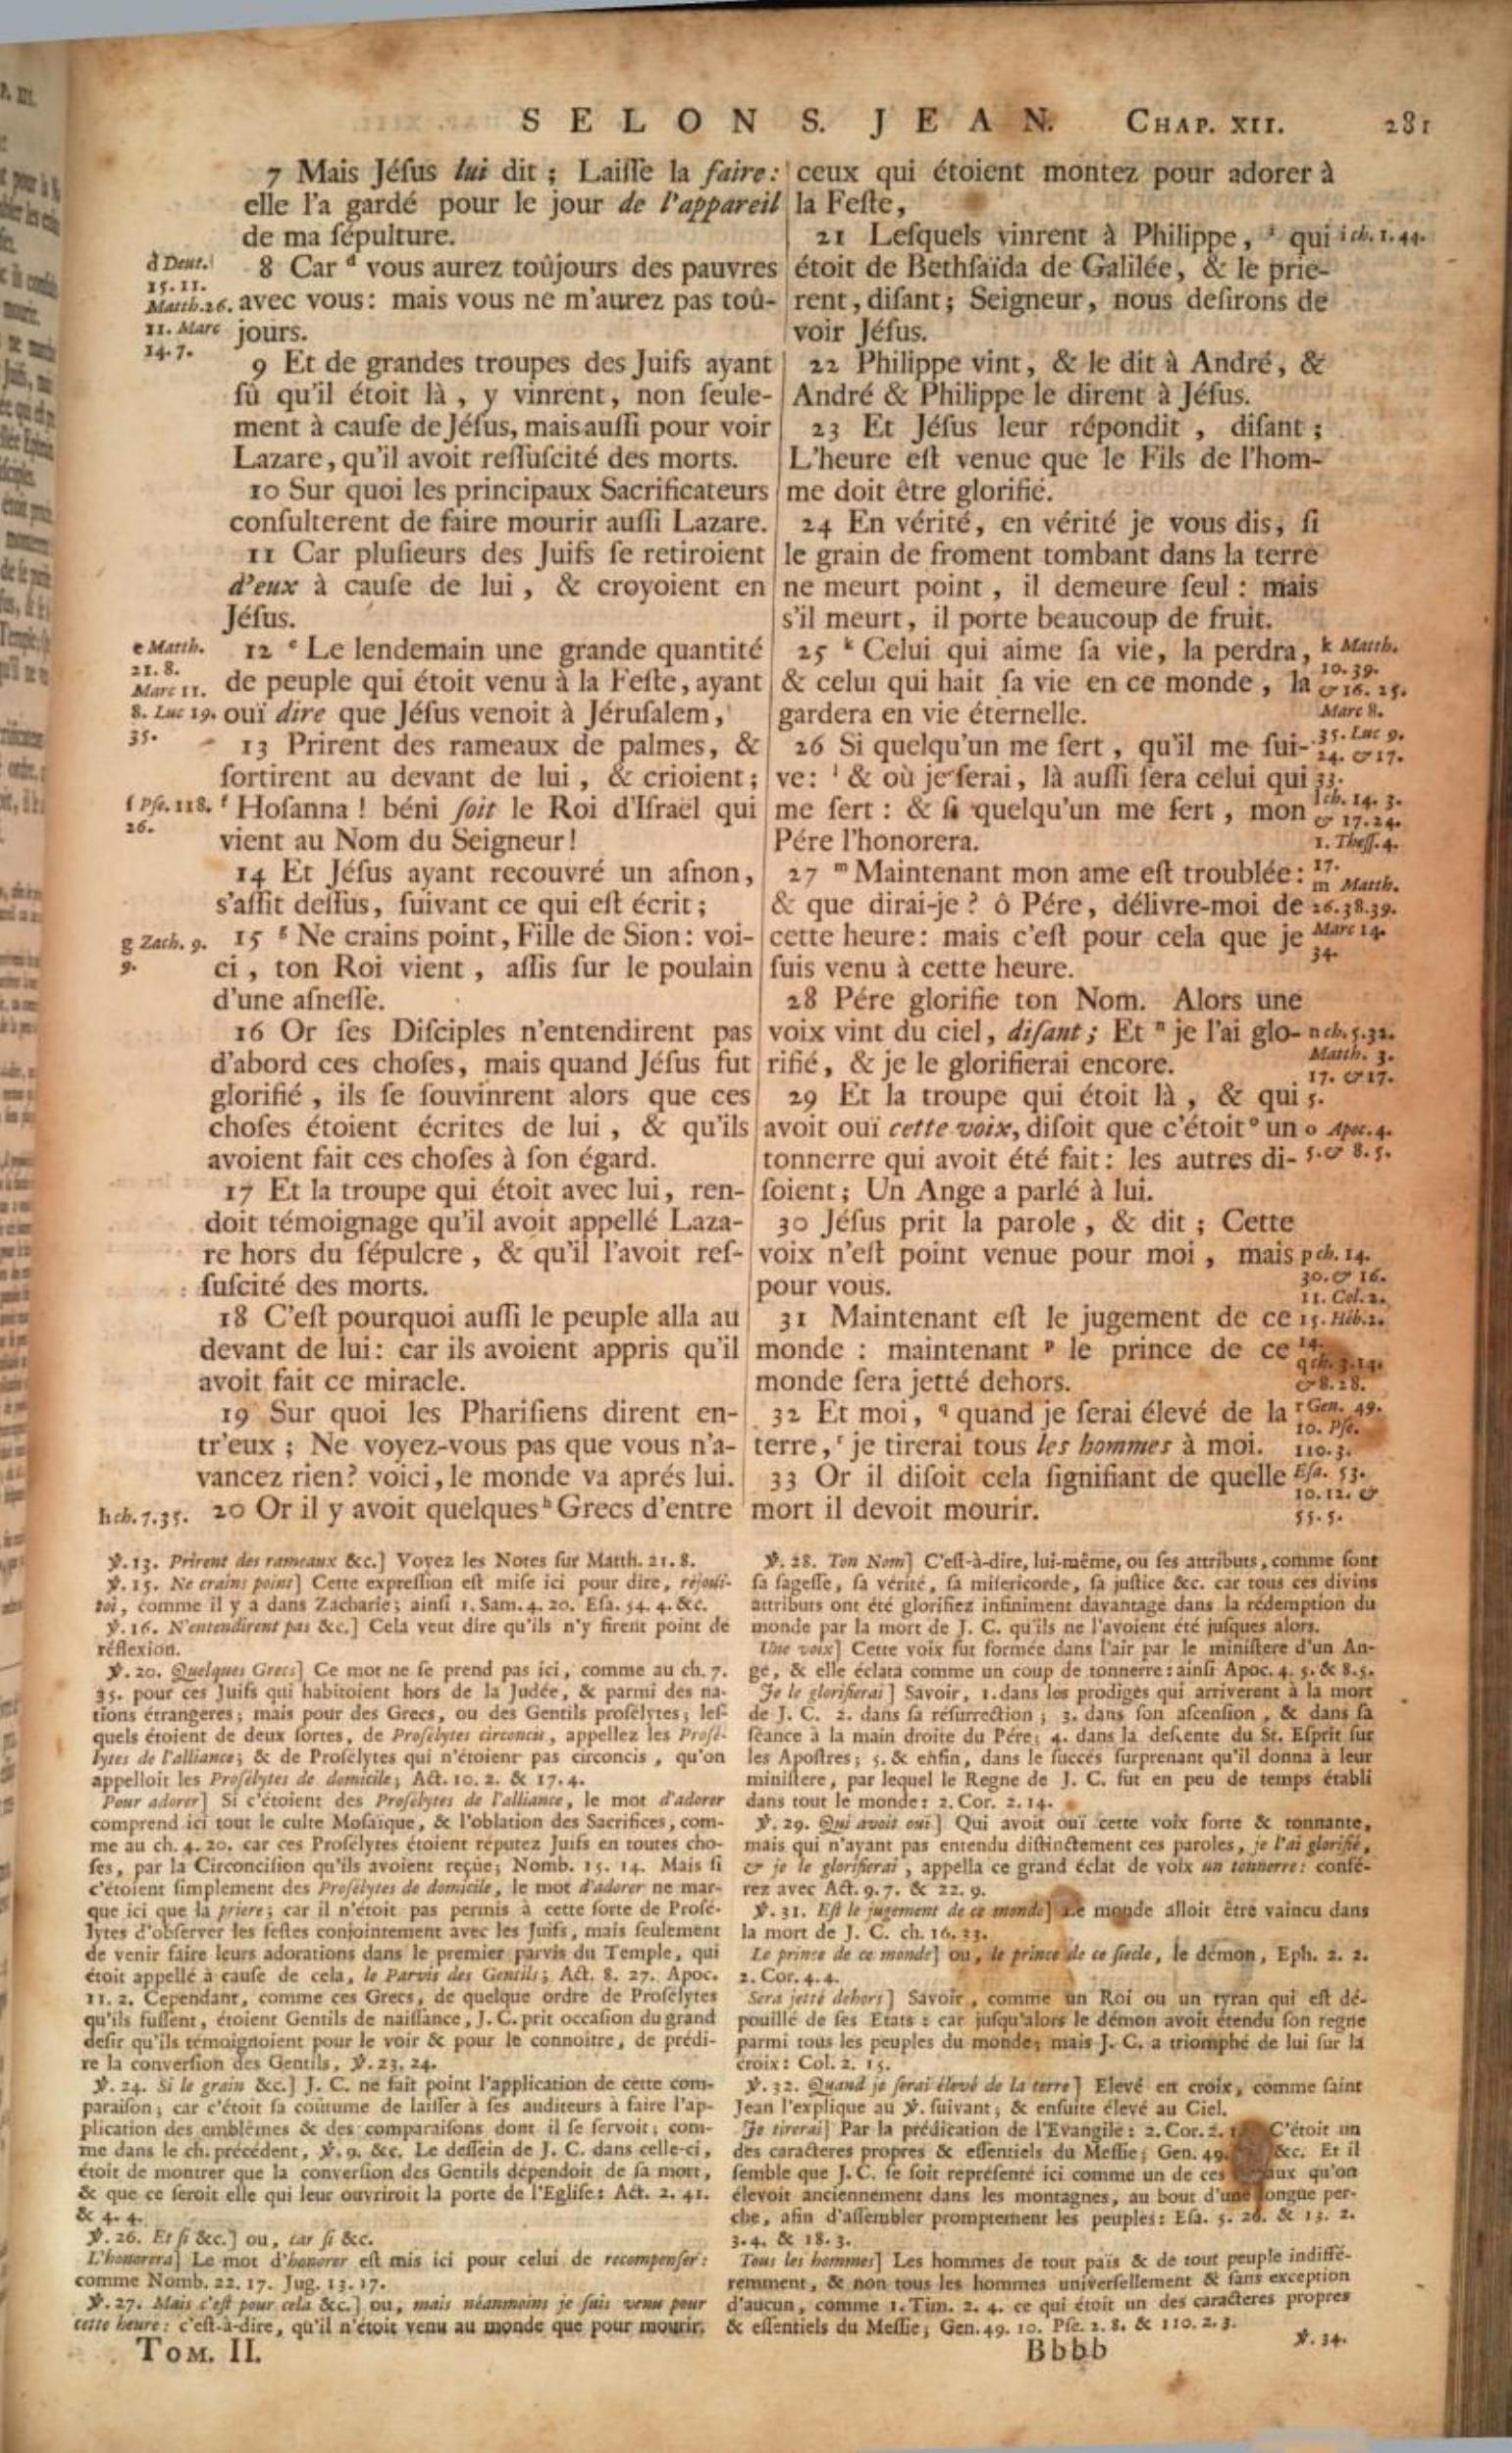 SELON S. JEAN. CHAP. XII. 281
7 Mais Jéſus lui dit ; Laiſſe la faire :
elle l'a gardé pour le jour de l'appareil
de ma ſépulture.
d Deut.
15. 11.
Matth. 26.
11. Marc
14. 7.
8 Car d vous aurez toûjours des pauvres
avec vous : mais vous ne m'aurez pas toû-
jours.
9 Et de grandes troupes des Juifs ayant
ſû qu'il étoit là , y vinrent, non ſeule-
ment à cauſe de Jéſus, mais auſſi pour voir
Lazare, qu'il avoit reſſuſcité des morts.
10 Sur quoi les principaux Sacrificateurs
conſulterent de faire mourir auſſi Lazare.
11 Car pluſieurs des Juifs ſe retiroient
d'eux à cauſe de lui , & croyoient en
Jéſus.
e Matth.
21. 8.
Marc 11.
8. Luc 19.
35.
12 e Le lendemain une grande quantité
de peuple qui étoit venu à la Feſte, ayant
ouï dire que Jéſus venoit à Jéruſalem,
13 Prirent des rameaux de palmes, &
ſortirent au devant de lui , & crioient ;
f Pſe. 118.
26.
f Hoſanna ! béni ſoit le Roi d'Iſraël qui
vient au Nom du Seigneur !
14 Et Jéſus ayant recouvré un aſnon,
s'aſſit deſſus, ſuivant ce qui eſt écrit ;
g Zach. 9.
9.
15 g Ne crains point, Fille de Sion : voi-
ci , ton Roi vient , aſſis ſur le poulain
d'une aſneſſe.
16 Or ſes Diſciples n'entendirent pas
d'abord ces choſes, mais quand Jéſus fut
glorifié , ils ſe ſouvinrent alors que ces
choſes étoient écrites de lui , & qu'ils
avoient fait ces choſes à ſon égard.
17 Et la troupe qui étoit avec lui, ren-
doit témoignage qu'il avoit appellé Laza-
re hors du ſépulcre , & qu'il l'avoit reſ-
ſuſcité des morts.
18 C'eſt pourquoi auſſi le peuple alla au
devant de lui : car ils avoient appris qu'il
avoit fait ce miracle.
19 Sur quoi les Phariſiens dirent en-
tr'eux ; Ne voyez-vous pas que vous n'a-
vancez rien ? voici, le monde va aprés lui.
h ch. 7. 35.
20 Or il y avoit quelques h Grecs d'entre
ceux qui étoient montez pour adorer à
la Feſte,
21 Leſquels vinrent à Philippe, i qui
i ch. 1. 44.
étoit de Bethſaïda de Galilée, & le prie-
rent, diſant ; Seigneur, nous deſirons de
voir Jéſus.
22 Philippe vint, & le dit à André, &
André & Philippe le dirent à Jéſus.
23 Et Jéſus leur répondit , diſant ;
L'heure eſt venue que le Fils de l'hom-
me doit être glorifié.
24 En vérité, en vérité je vous dis, ſi
le grain de froment tombant dans la terre
ne meurt point , il demeure ſeul : mais
s'il meurt, il porte beaucoup de fruit.
25 k Celui qui aime ſa vie, la perdra,
& celui qui hait ſa vie en ce monde , la
gardera en vie éternelle.
k Matth.
10. 39.
& 16. 25.
Marc 8.
35. Luc 9.
24. & 17.
33.
26 Si quelqu'un me ſert , qu'il me ſui-
ve : l & où je ſerai, là auſſi ſera celui qui
me ſert : & ſi quelqu'un me ſert , mon
Pére l'honorera.
l ch. 14. 3.
& 17. 24.
1. Theſſ. 4.
17.
27 m Maintenant mon ame eſt troublée :
& que dirai-je ? ô Pére, délivre-moi de
cette heure : mais c'eſt pour cela que je
ſuis venu à cette heure.
m Matth.
26. 38. 39.
Marc 14.
34.
28 Pére glorifie ton Nom. Alors une
voix vint du ciel, diſant ; Et n je l'ai glo-
rifié, & je le glorifierai encore.
n ch. 5. 32.
Matth. 3.
17. & 17.
5.
29 Et la troupe qui étoit là , & qui
avoit ouï cette voix, diſoit que c'étoit o un
tonnerre qui avoit été fait : les autres di-
ſoient ; Un Ange a parlé à lui.
o Apoc. 4.
5. & 8. 5.
30 Jéſus prit la parole , & dit ; Cette
voix n'eſt point venue pour moi , mais
pour vous.
31 Maintenant eſt le jugement de ce
monde : maintenant p le prince de ce
monde ſera jetté dehors.
p ch. 14.
30. & 16.
11. Col. 2.
15. Héb. 2.
14.
32 Et moi, q quand je ſerai élevé de la
terre, r je tirerai tous les hommes à moi.
q ch. 3. 14.
& 8. 28.
r Gen. 49.
10. Pſe.
110. 3.
Eſa. 53.
10. 12. &
55. 5.
33 Or il diſoit cela ſignifiant de quelle
mort il devoit mourir.
℣. 13. Prirent des rameaux &c.] Voyez les Notes ſur Matth. 21. 8.
℣. 15. Ne crains point] Cette expreſſion eſt miſe ici pour dire, réjouï-
toi, comme il y a dans Zacharie ; ainſi 1. Sam. 4. 20. Eſa. 54. 4. &c.
℣. 16. N'entendirent pas &c.] Cela veut dire qu'ils n'y firent point de
réflexion.
℣. 20. Quelques Grecs] Ce mot ne ſe prend pas ici, comme au ch. 7.
35. pour ces Juifs qui habitoient hors de la Judée, & parmi des na-
tions étrangeres ; mais pour des Grecs, ou des Gentils proſélytes ; leſ-
quels étoient de deux ſortes, de Proſélytes circoncis, appellez les Proſé-
lytes de l'alliance ; & de Proſélytes qui n'étoient pas circoncis , qu'on
appelloit les Proſélytes de domicile ; Act. 10. 2. & 17. 4.
Pour adorer] Si c'étoient des Proſélytes de l'alliance, le mot d'adorer
comprend ici tout le culte Moſaïque, & l'oblation des Sacrifices, com-
me au ch. 4. 20. car ces Proſélytes étoient réputez Juifs en toutes cho-
ſes, par la Circonciſion qu'ils avoient reçûe ; Nomb. 15. 14. Mais ſi
c'étoient ſimplement des Proſélytes de domicile, le mot d'adorer ne mar-
que ici que la priere ; car il n'étoit pas permis à cette ſorte de Proſé-
lytes d'obſerver les feſtes conjointement avec les Juifs, mais ſeulement
de venir faire leurs adorations dans le premier parvis du Temple, qui
étoit appellé à cauſe de cela, le Parvis des Gentils ; Act. 8. 27. Apoc.
11. 2. Cependant, comme ces Grecs, de quelque ordre de Proſélytes
qu'ils fuſſent, étoient Gentils de naiſſance, J. C. prit occaſion du grand
deſir qu'ils témoignoient pour le voir & pour le connoitre, de prédi-
re la converſion des Gentils, ℣. 23. 24.
℣. 24. Si le grain &c.] J. C. ne fait point l'application de cette com-
paraiſon ; car c'étoit ſa coûtume de laiſſer à ſes auditeurs à faire l'ap-
plication des emblêmes & des comparaiſons dont il ſe ſervoit ; com-
me dans le ch. précédent, ℣. 9. &c. Le deſſein de J. C. dans celle-ci,
étoit de montrer que la converſion des Gentils dépendoit de ſa mort,
& que ce ſeroit elle qui leur ouvriroit la porte de l'Egliſe : Act. 2. 41.
& 4. 4.
℣. 26. Et ſi &c.] ou, car ſi &c.
L'honorera] Le mot d'honorer eſt mis ici pour celui de recompenſer :
comme Nomb. 22. 17. Jug. 13. 17.
℣. 27. Mais c'eſt pour cela &c.] ou, mais néanmoins je ſuis venu pour
cette heure : c'eſt-à-dire, qu'il n'étoit venu au monde que pour mourir.
℣. 28. Ton Nom] C'eſt-à-dire, lui-même, ou ſes attributs, comme ſont
ſa ſageſſe, ſa vérité, ſa miſericorde, ſa juſtice &c. car tous ces divins
attributs ont été glorifiez infiniment davantage dans la rédemption du
monde par la mort de J. C. qu'ils ne l'avoient été juſques alors.
Une voix] Cette voix fut formée dans l'air par le miniſtere d'un An-
ge, & elle éclata comme un coup de tonnerre : ainſi Apoc. 4. 5. & 8. 5.
Je le glorifierai] Savoir, 1. dans les prodiges qui arriverent à la mort
de J. C. 2. dans ſa réſurrection ; 3. dans ſon aſcenſion , & dans ſa
ſéance à la main droite du Pére ; 4. dans la deſcente du St. Eſprit ſur
les Apoſtres ; 5. & enfin, dans le ſuccés ſurprenant qu'il donna à leur
miniſtere, par lequel le Regne de J. C. fut en peu de temps établi
dans tout le monde : 2. Cor. 2. 14.
℣. 29. Qui avoit ouï] Qui avoit ouï cette voix forte & tonnante,
mais qui n'ayant pas entendu diſtinctement ces paroles, je l'ai glorifié,
& je le glorifierai, appella ce grand éclat de voix un tonnerre : confé-
rez avec Act. 9. 7. & 22. 9.
℣. 31. Eſt le jugement de ce monde] Le monde alloit être vaincu dans
la mort de J. C. ch. 16. 33.
Le prince de ce monde] ou, le prince de ce ſiecle, le démon, Eph. 2. 2.
2. Cor. 4. 4.
Sera jetté dehors] Savoir, comme un Roi ou un tyran qui eſt dé-
pouillé de ſes Etats : car juſqu'alors le démon avoit étendu ſon regne
parmi tous les peuples du monde ; mais J. C. a triomphé de lui ſur la
croix : Col. 2. 15.
℣. 32. Quand je ſerai élevé de la terre] Elevé en croix, comme ſaint
Jean l'explique au ℣. ſuivant ; & enſuite élevé au Ciel.
Je tirerai] Par la prédication de l'Evangile : 2. Cor. 2. C'étoit un
des caracteres propres & eſſentiels du Meſſie ; Gen. 49. &c. Et il
ſemble que J. C. ſe ſoit repréſenté ici comme un de ces qu'on
élevoit anciennement dans les montagnes, au bout d'une longue per-
che, afin d'aſſembler promptement les peuples : Eſa. 5. 26. & 13. 2.
3. 4. & 18. 3.
Tous les hommes] Les hommes de tout païs & de tout peuple indiffé-
remment, & non tous les hommes univerſellement & ſans exception
d'aucun, comme 1. Tim. 2. 4. ce qui étoit un des caracteres propres
& eſſentiels du Meſſie ; Gen. 49. 10. Pſe. 2. 8. & 110. 2. 3.
℣. 34.
TOM. II. Bbbb